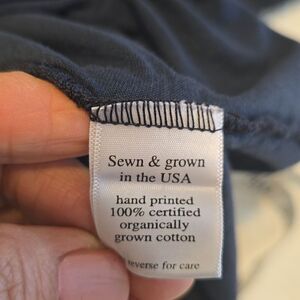 Sewn & grown
in the USA
hand printed
100% certified
organically
grown cotton
reverse for care